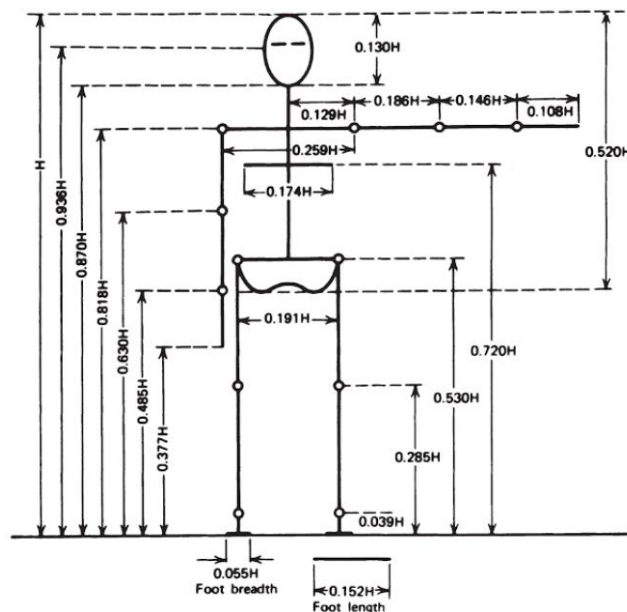 0.130H
0.129H
0.186H
0.146H
0.108H
0.259H
0.520H
0.174H
H
0.936H
0.870H
0.818H
0.630H
0.485H
0.377H
0.191H
0.720H
0.530H
0.285H
0.039H
0.055H
Foot breadth
0.152H
Foot length